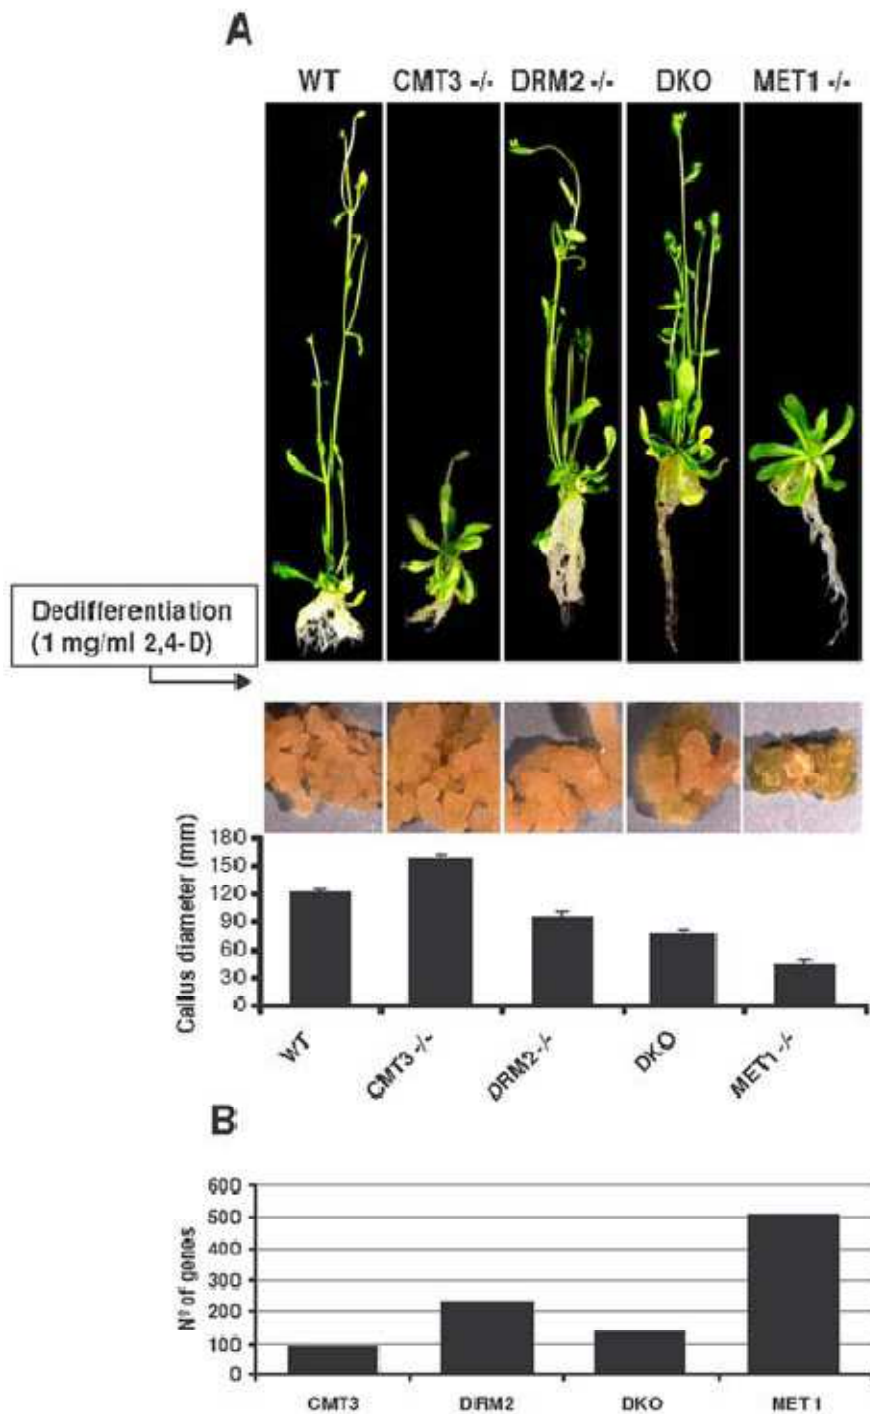 A
WT CMT3 -/- DRM2 -/- DKO MET1 -/-
Dedifferentiation
(1 mg/ml 2,4-D)
Callus diameter (mm)
180
150
120
90
60
30
0
WT CMT3 -/- DRM2 -/- DKO MET1 -/-
B
Nº of genes
600
500
400
300
200
100
0
CMT3 DRM2 DKO MET1